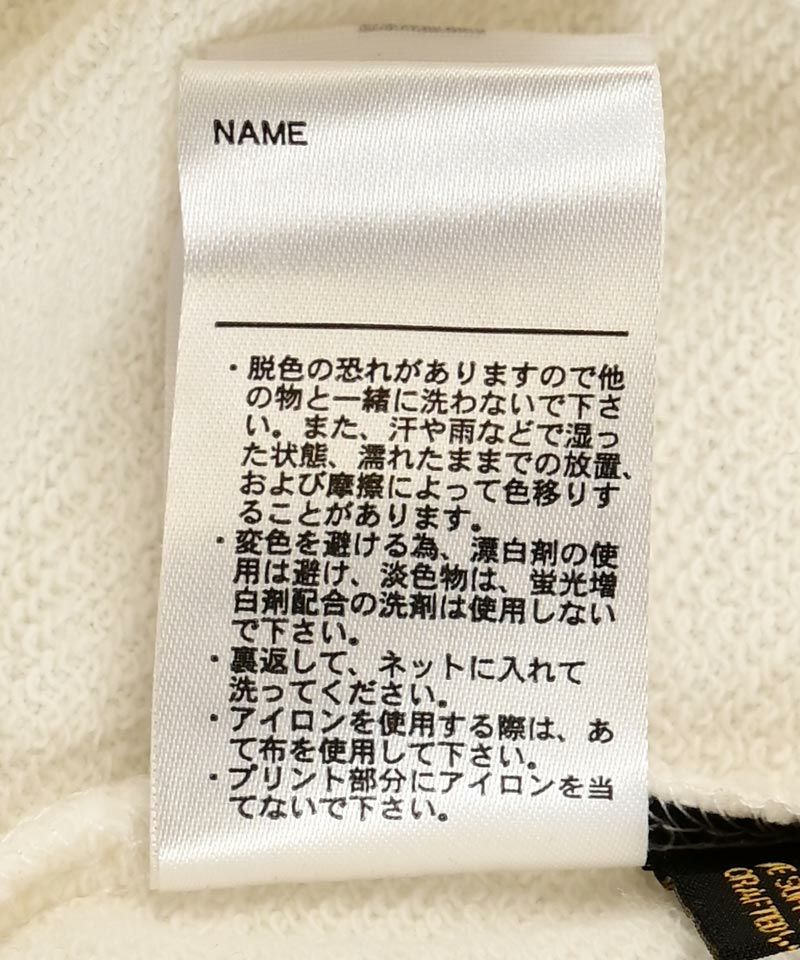 NAME
・脱色の恐れがありますので他
の物と一緒に洗わないで下さ
い。また、汗や雨などで湿っ
た状態、濡れたままでの放置、
および摩擦によって色移りす
ることがあります。
・変色を避ける為、漂白剤の使
用は避け、淡色物は、蛍光増
白剤配合の洗剤は使用しない
で下さい。
・裏返して、ネットに入れて
洗ってください。
・アイロンを使用する際は、あ
て布を使用して下さい。
・プリント部分にアイロンを当
てないで下さい。
CRAFTED